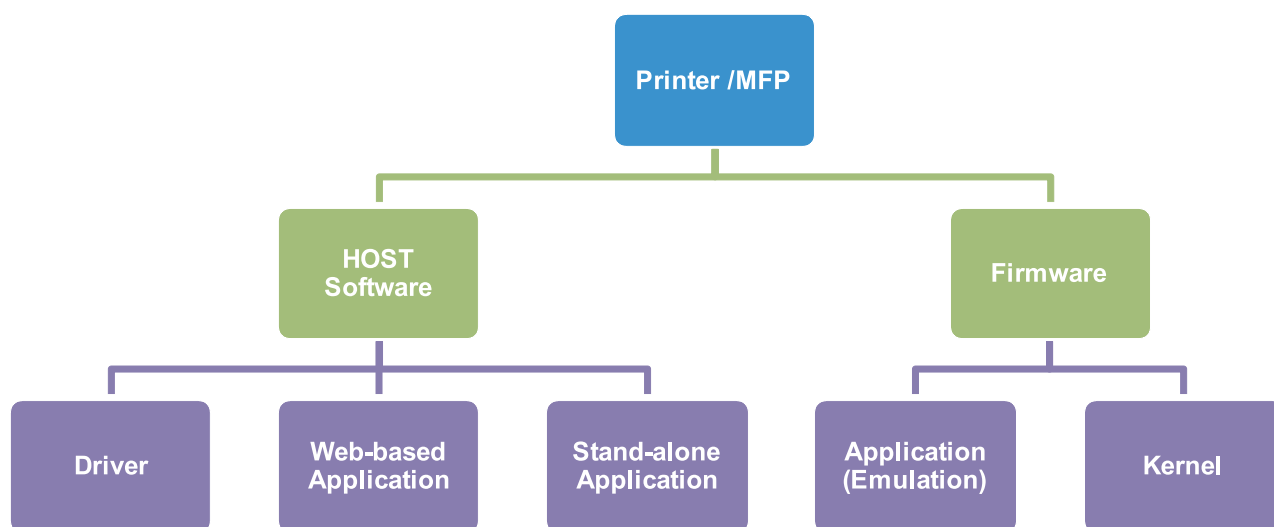 Printer /MFP
HOST
Software
Firmware
Driver
Web-based
Application
Stand-alone
Application
Application
(Emulation)
Kernel